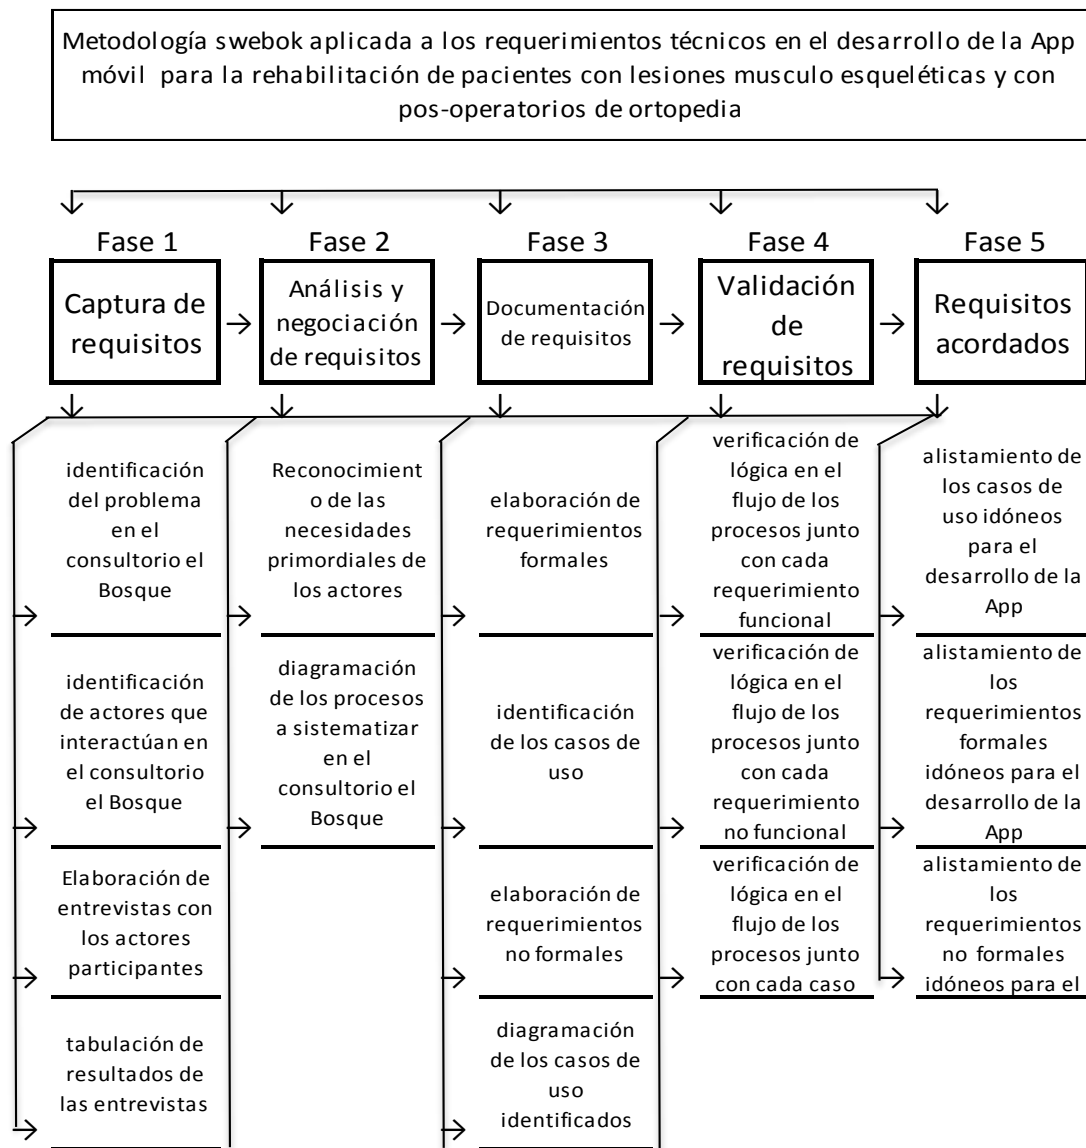 Metodología swebok aplicada a los requerimientos técnicos en el desarrollo de la App
móvil para la rehabilitación de pacientes con lesiones musculo esqueléticas y con
pos-operatorios de ortopedia
Fase 1
Fase 2
Fase 3
Fase 4
Fase 5
Captura de
requisitos
Análisis y
negociación
de requisitos
Documentación
de requisitos
Validación
de
requisitos
Requisitos
acordados
identificación
del problema
en el
consultorio el
Bosque
identificación
de actores que
interactúan en
el consultorio
el Bosque
Elaboración de
entrevistas con
los actores
participantes
tabulación de
resultados de
las entrevistas
Reconocimient
o de las
necesidades
primordiales de
los actores
diagramación
de los procesos
a sistematizar
en el
consultorio el
Bosque
elaboración de
requerimientos
formales
identificación
de los casos de
uso
elaboración de
requerimientos
no formales
diagramación
de los casos de
uso
identificados
verificación de
lógica en el
flujo de los
procesos junto
con cada
requerimiento
funcional
verificación de
lógica en el
flujo de los
procesos junto
con cada
requerimiento
no funcional
verificación de
lógica en el
flujo de los
procesos junto
con cada caso
alistamiento de
los casos de
uso idóneos
para el
desarrollo de la
App
alistamiento de
los
requerimientos
formales
idóneos para el
desarrollo de la
App
alistamiento de
los
requerimientos
no formales
idóneos para el